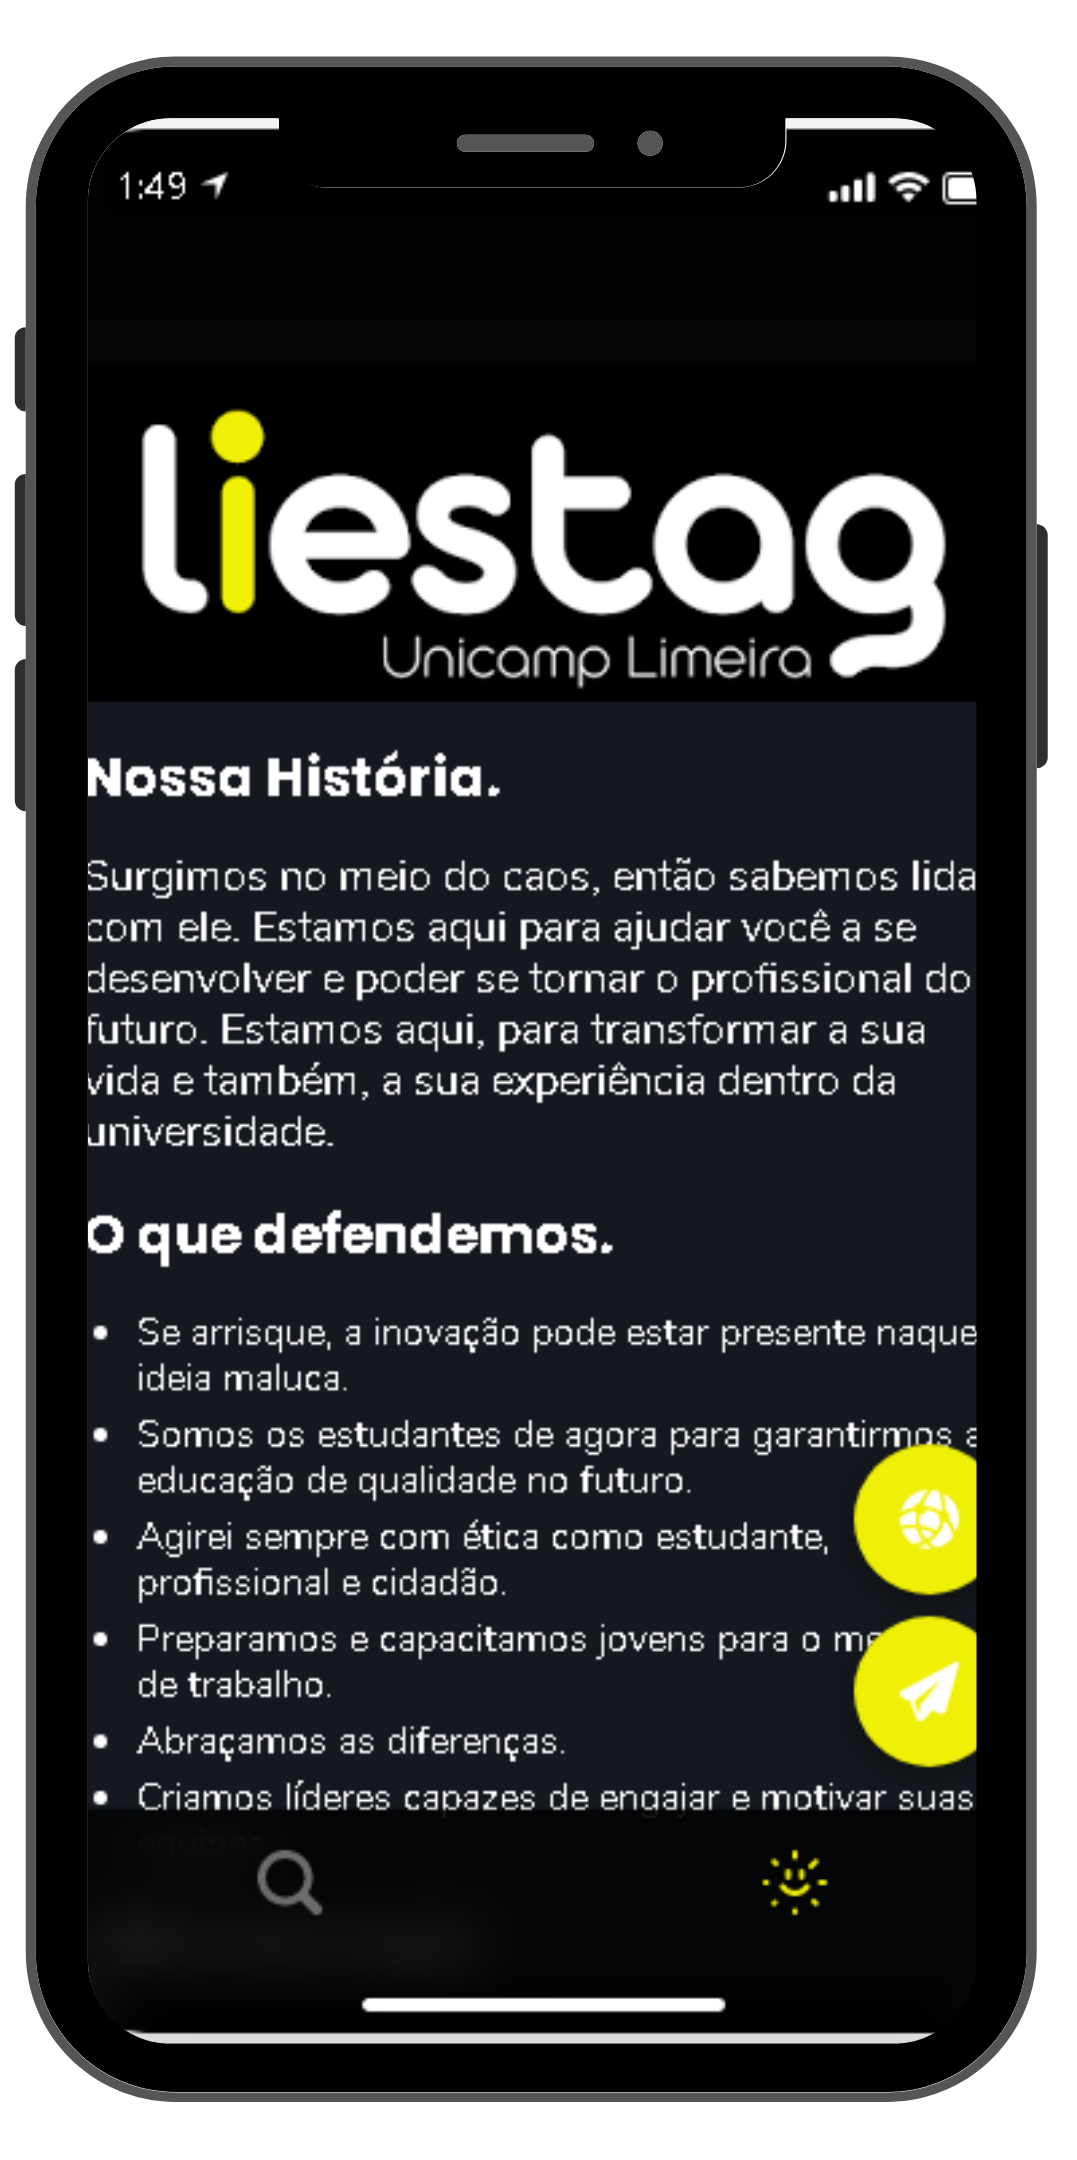 1:49
liestag
Unicamp Limeira
Nossa História.
Surgimos no meio do caos, então sabemos lida
com ele. Estamos aqui para ajudar você a se
desenvolver e poder se tornar o profissional do
futuro. Estamos aqui, para transformar a sua
vida e também, a sua experiência dentro da
universidade.
O que defendemos.
Se arrisque, a inovação pode estar presente naque
ideia maluca.
Somos os estudantes de agora para garantirmos a
educação de qualidade no futuro.
Agirei sempre com ética como estudante,
profissional e cidadão.
Preparamos e capacitamos jovens para o me
de trabalho.
Abraçamos as diferenças.
Criamos líderes capazes de engajar e motivar suas
equipes.